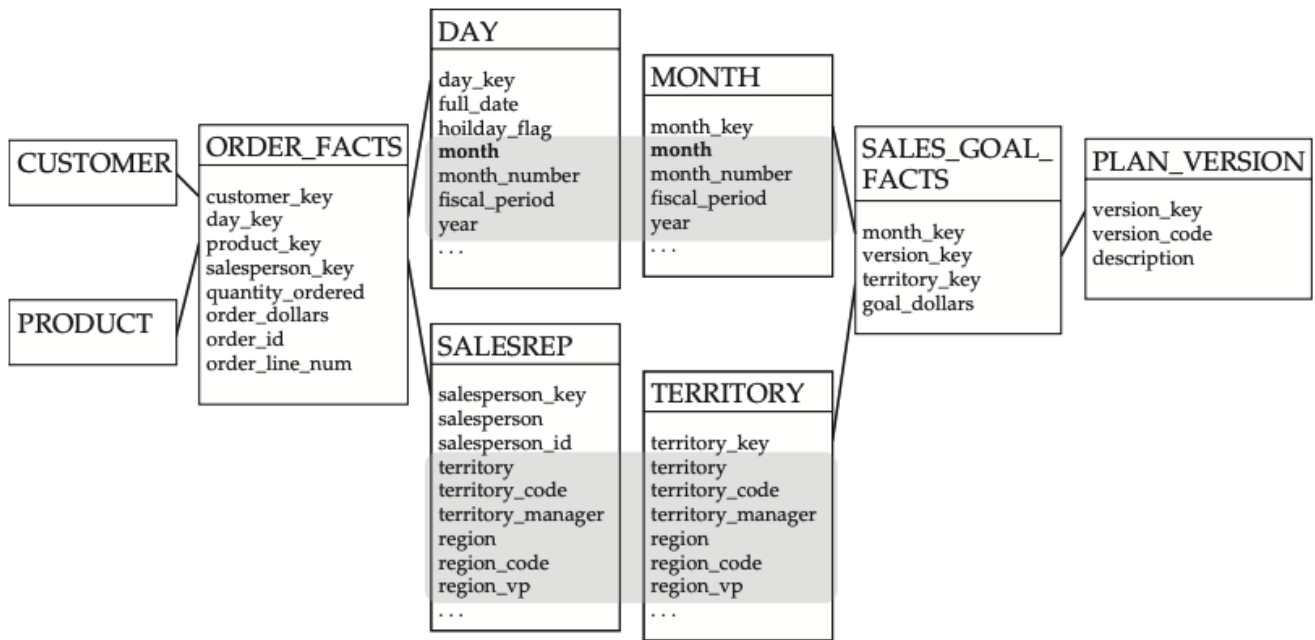 CUSTOMER
PRODUCT
ORDER_FACTS
customer_key
day_key
product_key
salesperson_key
quantity_ordered
order_dollars
order_id
order_line_num
DAY
day_key
full_date
hoilday_flag
month
month_number
fiscal_period
year
. . .
SALESREP
salesperson_key
salesperson
salesperson_id
territory
territory_code
territory_manager
region
region_code
region_vp
. . .
MONTH
month_key
month
month_number
fiscal_period
year
. . .
TERRITORY
territory_key
territory
territory_code
territory_manager
region
region_code
region_vp
. . .
SALES_GOAL_
FACTS
month_key
version_key
territory_key
goal_dollars
PLAN_VERSION
version_key
version_code
description